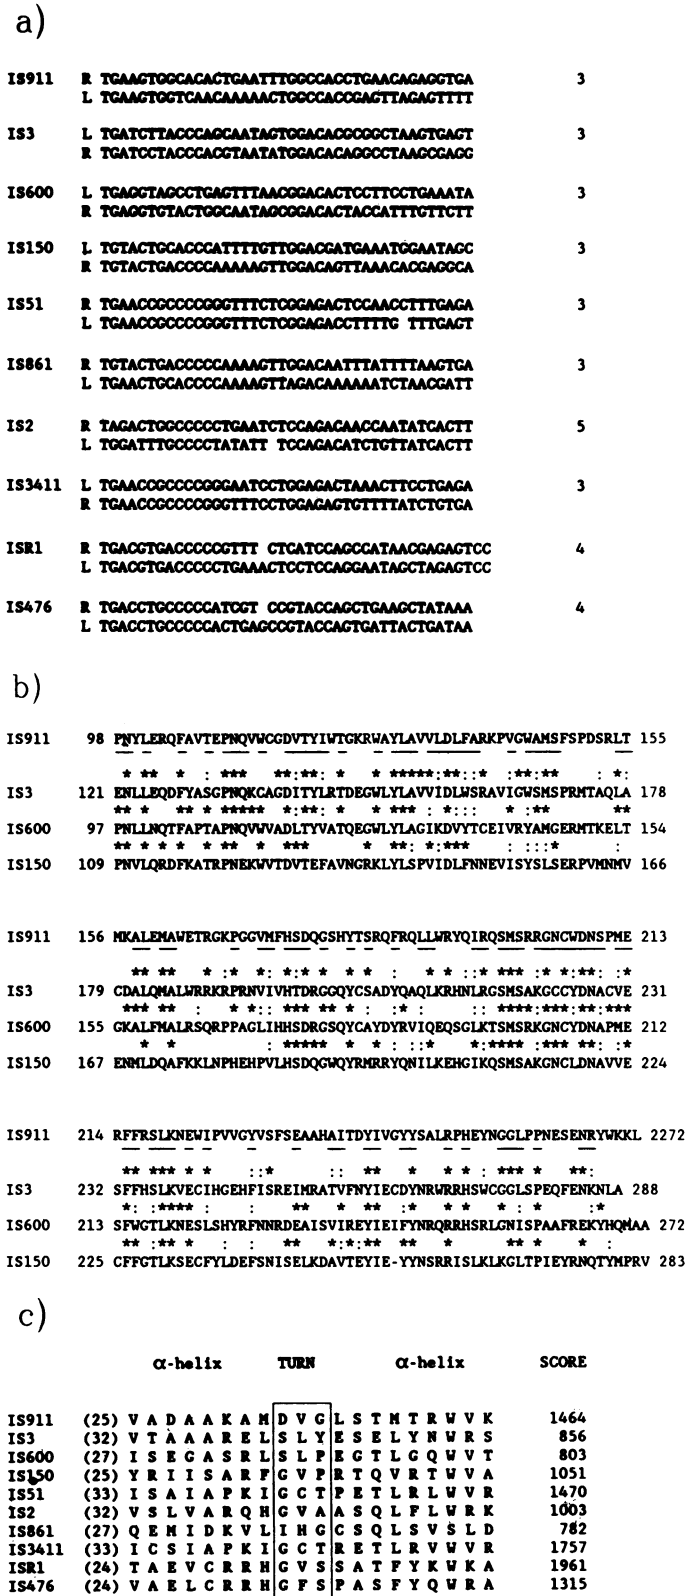 a)
IS911 R TGAAGTGGCACACTGAATTTGGCCACCTGAACAGAGGTGA 3
L TGAAGTGGTCAACAAAAACTGGCCACCGAGTTAGAGTTTT
IS3 L TGATCTTACCCAGCAATAGTGGACACGCGGCTAAGTGAGT 3
R TGATCCTACCCACGTAATATGGACACAGGCCTAAGCGAGG
IS600 L TGAGGTAGCCTGAGTTTAACGGACACTCCTTCCTGAAATA 3
R TGAGGTGTACTGGCAATAGCGGACACTACCATTTGTTCTT
IS150 L TGTACTGCACCCATTTTGTTGGACGATGAAATGGAATAGC 3
R TGTACTGACCCCAAAAAGTTGGACAGTTAAACACGAGGCA
IS51 R TGAACCGCCCCGGGTTTCTCGGAGACTCCAACCTTTGAGA 3
L TGAACCGCCCCGGGTTTCTCGGAGACCTTTTG TTTGAGT
IS861 R TGTACTGACCCCCAAAAGTTGGACAATTTATTTTAAGTGA 3
L TGAACTGCACCCCAAAAGTTAGACAAAAAATCTAACGATT
IS2 R TAGACTGGCCCCCTGAATCTCCAGACAACCAATATCACTT 5
L TGGATTTGCCCCTATATT TCCAGACATCTGTTATCACTT
IS3411 L TGAACCGCCCCGGGAATCCTGGAGACTAAACTTCCTGAGA 3
R TGAACCGCCCCGGGTTTCCTGGAGAGTGTTTTATCTGTGA
ISR1 R TGACGTGACCCCCGTTT CTCATCCAGCCATAACGAGAGTCC 4
L TGACGTGACCCCCTGAAACTCCTCCAGGAATAGCTAGAGTCC
IS476 R TGACCTGCCCCCATCGT CCGTACCAGCTGAAGCTATAAA 4
L TGACCTGCCCCCACTGAGCCGTACCAGTGATTACTGATAA
b)
IS911 98 PNYLERQFAVTEPNQVWCGDVTYIWTGKRWAYLAVVLDLFARKPVGWAMSFSPDSRLT 155
IS3 121 ENLLEQDFYASGPNQKCAGDITYLRTDEGWLYLAVVIDLWSRAVIGWSMSPRMTAQLA 178
IS600 97 PNLLNQTFAPTAPNQVWVADLTYVATQEGWLYLAGIKDVYTCEIVRYAMGERMTKELT 154
IS150 109 PNVLQRDFKATRPNEKWVTDVTEFAVNGRKLYLSPVIDLFNNEVISYSLSERPVMNMV 166
IS911 156 MKALEMAWETRGKPGGVMFHSDQGSHYTSRQFRQLLWRYQIRQSMSRRGNCWDNSPME 213
IS3 179 CDALQMALWRRKRPRNVIVHTDRGGQYCSADYQAQLKRHNLRGSMSAKGCCYDNACVE 231
IS600 155 GKALFMALRSQRPPAGLIHHSDRGSQYCAYDYRVIQEQSGLKTSMSRKGNCYDNAPME 212
IS150 167 ENMLDQAFKKLNPHEHPVLHSDQGWQYRMRRYQNILKEHGIKQSMSAKGNCLDNAVVE 224
IS911 214 RFFRSLKNEWIPVVGYVSFSEAAHAITDYIVGYYSALRPHEYNGGLPPNESENRYWKKL 2272
IS3 232 SFFHSLKVECIHGEHFISREIMRATVFNYIECDYNRWRRHSWCGGLSPEQFENKNLA 288
IS600 213 SFWGTLKNESLSHYRFNNRDEAISVIREYIEIFYNRQRRHSRLGNISPAAFREKYHQMAA 272
IS150 225 CFFGTLKSECFYLDEFSNISELKDAVTEYIE-YYNSRRISLKLKGLTPIEYRNQTYMPRV 283
c)
α-helix TURN α-helix SCORE
IS911 (25) V A D A A K A M D V G L S T M T R W V K 1464
IS3 (32) V T A A A R E L S L Y E S E L Y N W R S 856
IS600 (27) I S E G A S R L S L P E L T L G Q W V T 803
IS150 (25) Y R I I S A R F G V P R T Q V R T W V A 1051
IS51 (33) I S A I A P K I G C T P E T L R L W V R 1470
IS2 (32) V S L V A R Q H G V A A S Q L F L W R K 1003
IS861 (27) Q E M I D K V L I H G C S Q L S V S L D 782
IS3411 (33) I C S I A P K I G C T R E T L R V W V R 1757
ISR1 (24) T A E V C R R H G V S S A T F Y K W K A 1961
IS476 (24) V A E L C R R H G F S P A S F Y Q W R A 1315